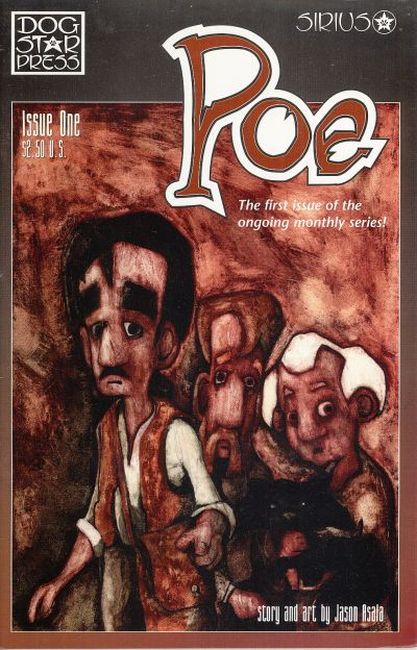 DOG
STAR
PRESS
SIRIUS
Poe
Issue One
$2.50 U.S.
The first issue of the
ongoing monthly series!
story and art by Jason Asala